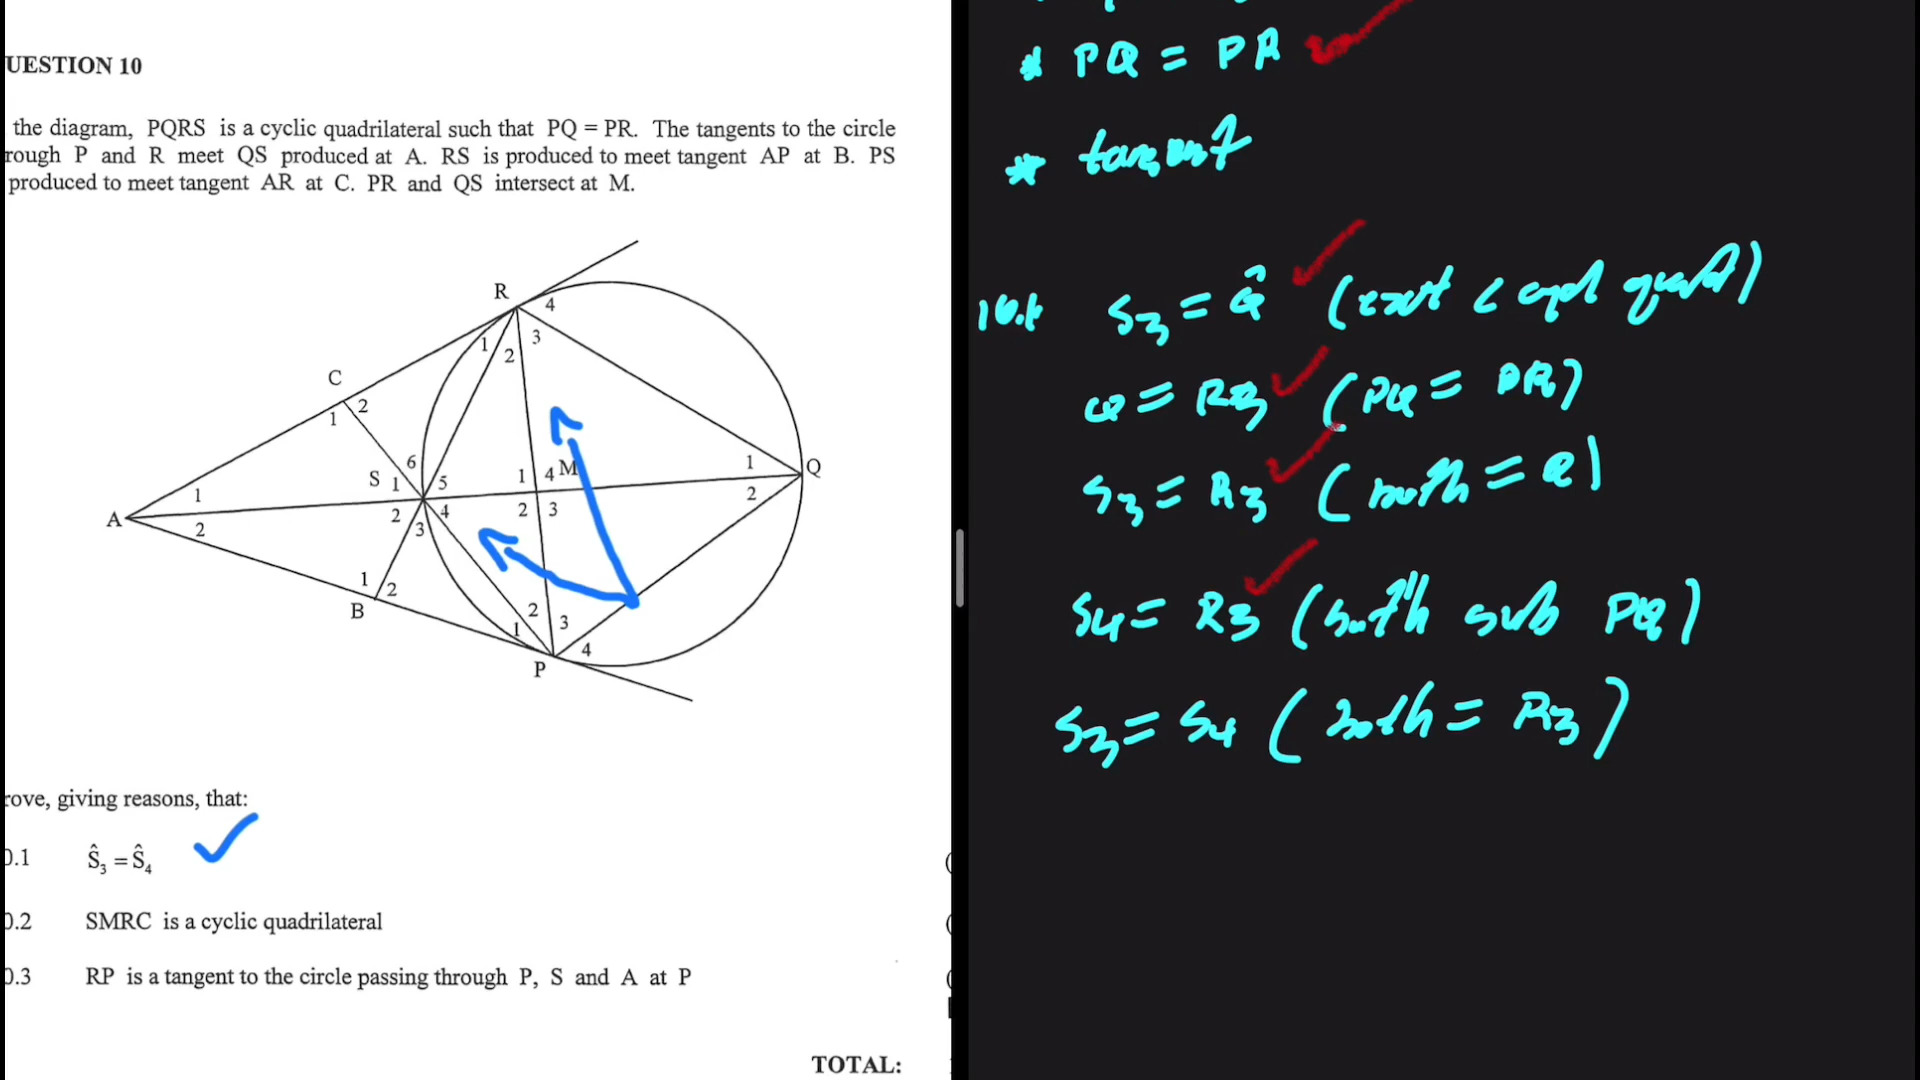 UESTION 10
the diagram, PQRS is a cyclic quadrilateral such that PQ = PR. The tangents to the circle
rough P and R meet QS produced at A. RS is produced to meet tangent AP at B. PS
produced to meet tangent AR at C. PR and QS intersect at M.
R
4
1
3
2
C
2
1
6
S
1
5
1
4
M
1
Q
1
A
2
2
4
3
2
3
2
1
2
B
2
3
1
4
P
rove, giving reasons, that:
0.1 Ŝ3 = Ŝ4
0.2 SMRC is a cyclic quadrilateral
0.3 RP is a tangent to the circle passing through P, S and A at P
TOTAL:
* PQ = PR
* tangent
10.1 S3 = Q̂ (ext < cycl quad)
Q = R3 (PQ = PR)
S3 = R3 (both = Q)
S4 = R3 (both sub PQ)
S3 = S4 (both = R3)